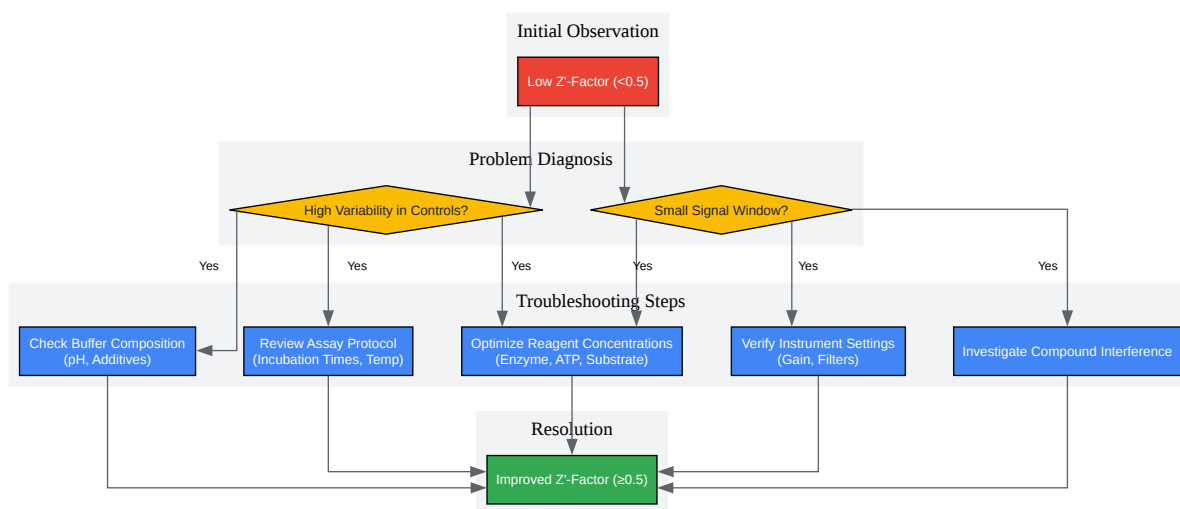 Initial Observation
Low Z'-Factor (<0.5)
Problem Diagnosis
High Variability in Controls?
Small Signal Window?
Yes
Yes
Yes
Yes
Yes
Yes
Troubleshooting Steps
Check Buffer Composition
(pH, Additives)
Review Assay Protocol
(Incubation Times, Temp)
Optimize Reagent Concentrations
(Enzyme, ATP, Substrate)
Verify Instrument Settings
(Gain, Filters)
Investigate Compound Interference
Resolution
Improved Z'-Factor (≥0.5)